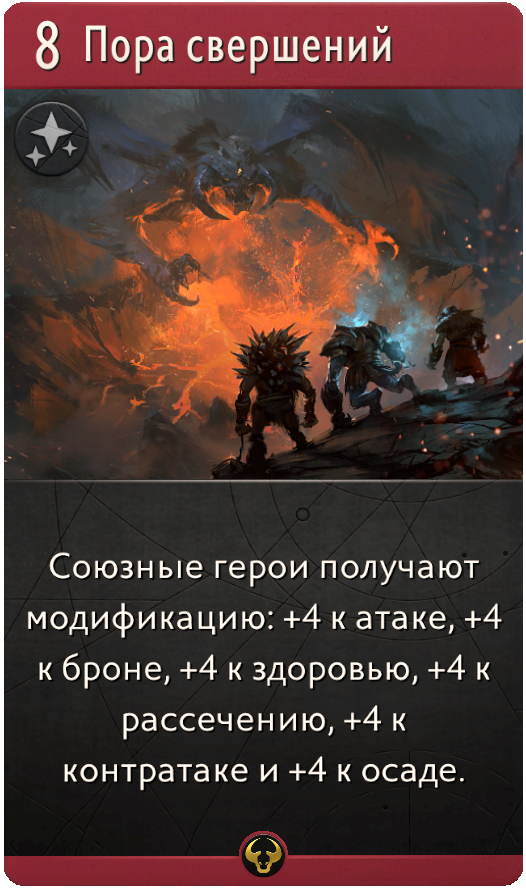 8 Пора свершений
Союзные герои получают
модификацию: +4 к атаке, +4
к броне, +4 к здоровью, +4 к
рассечению, +4 к
контратаке и +4 к осаде.